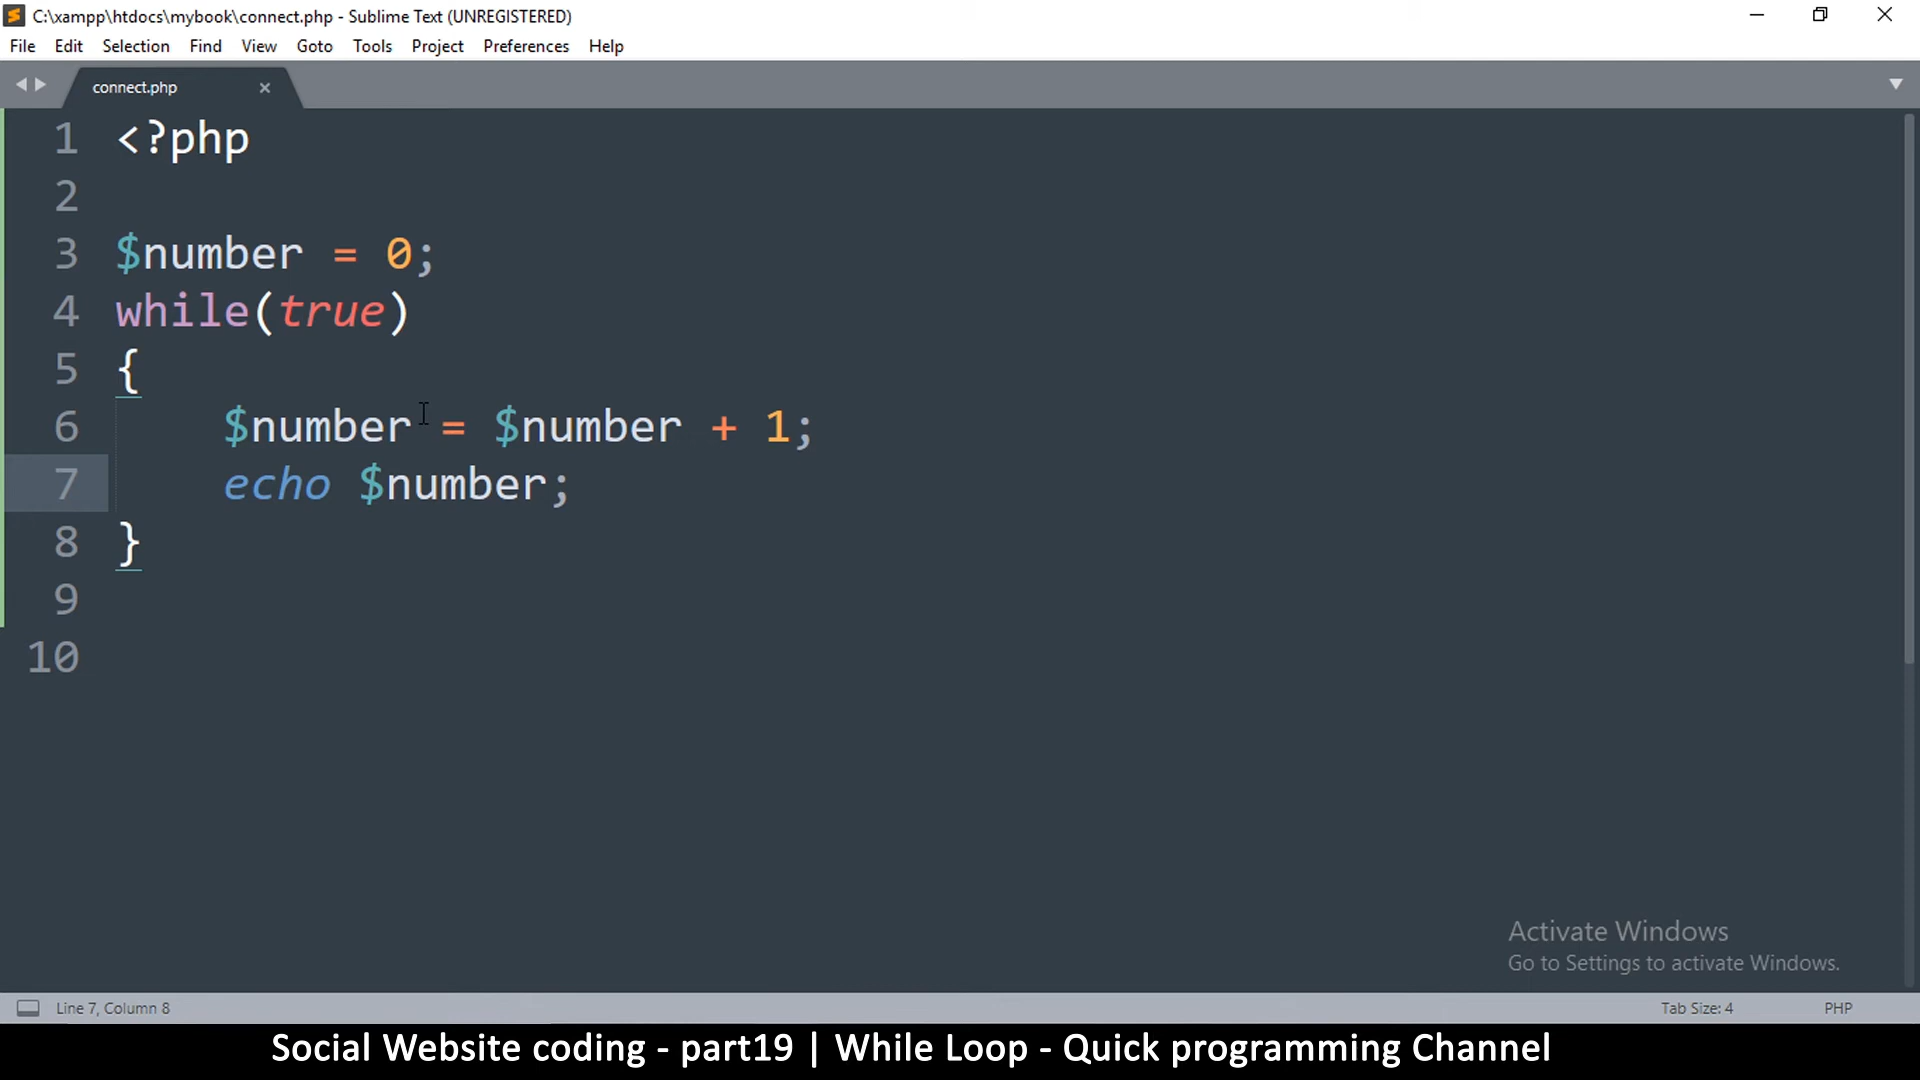 C:\xampp\htdocs\mybook\connect.php - Sublime Text (UNREGISTERED)
File Edit Selection Find View Goto Tools Project Preferences Help
connect.php
1 <?php
2
3 $number = 0;
4 while(true)
5 {
6 $number = $number + 1;
7 echo $number;
8 }
9
10
Activate Windows
Go to Settings to activate Windows.
Line 7, Column 8 Tab Size: 4 PHP
Social Website coding - part19 | While Loop - Quick programming Channel